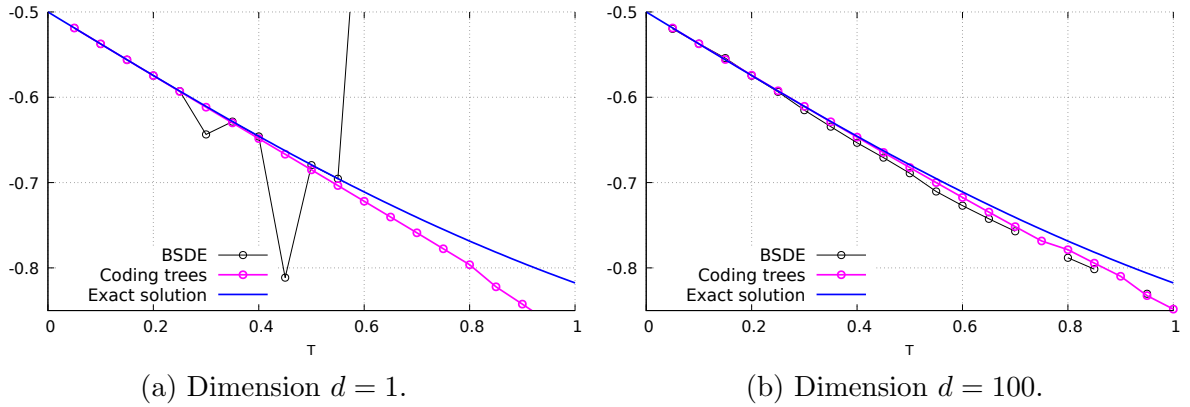 -0.5
-0.6
-0.7
-0.8
BSDE
Coding trees
Exact solution
0 0.2 0.4 0.6 0.8 1
T
(a) Dimension d = 1.
-0.5
-0.6
-0.7
-0.8
BSDE
Coding trees
Exact solution
0 0.2 0.4 0.6 0.8 1
T
(b) Dimension d = 100.